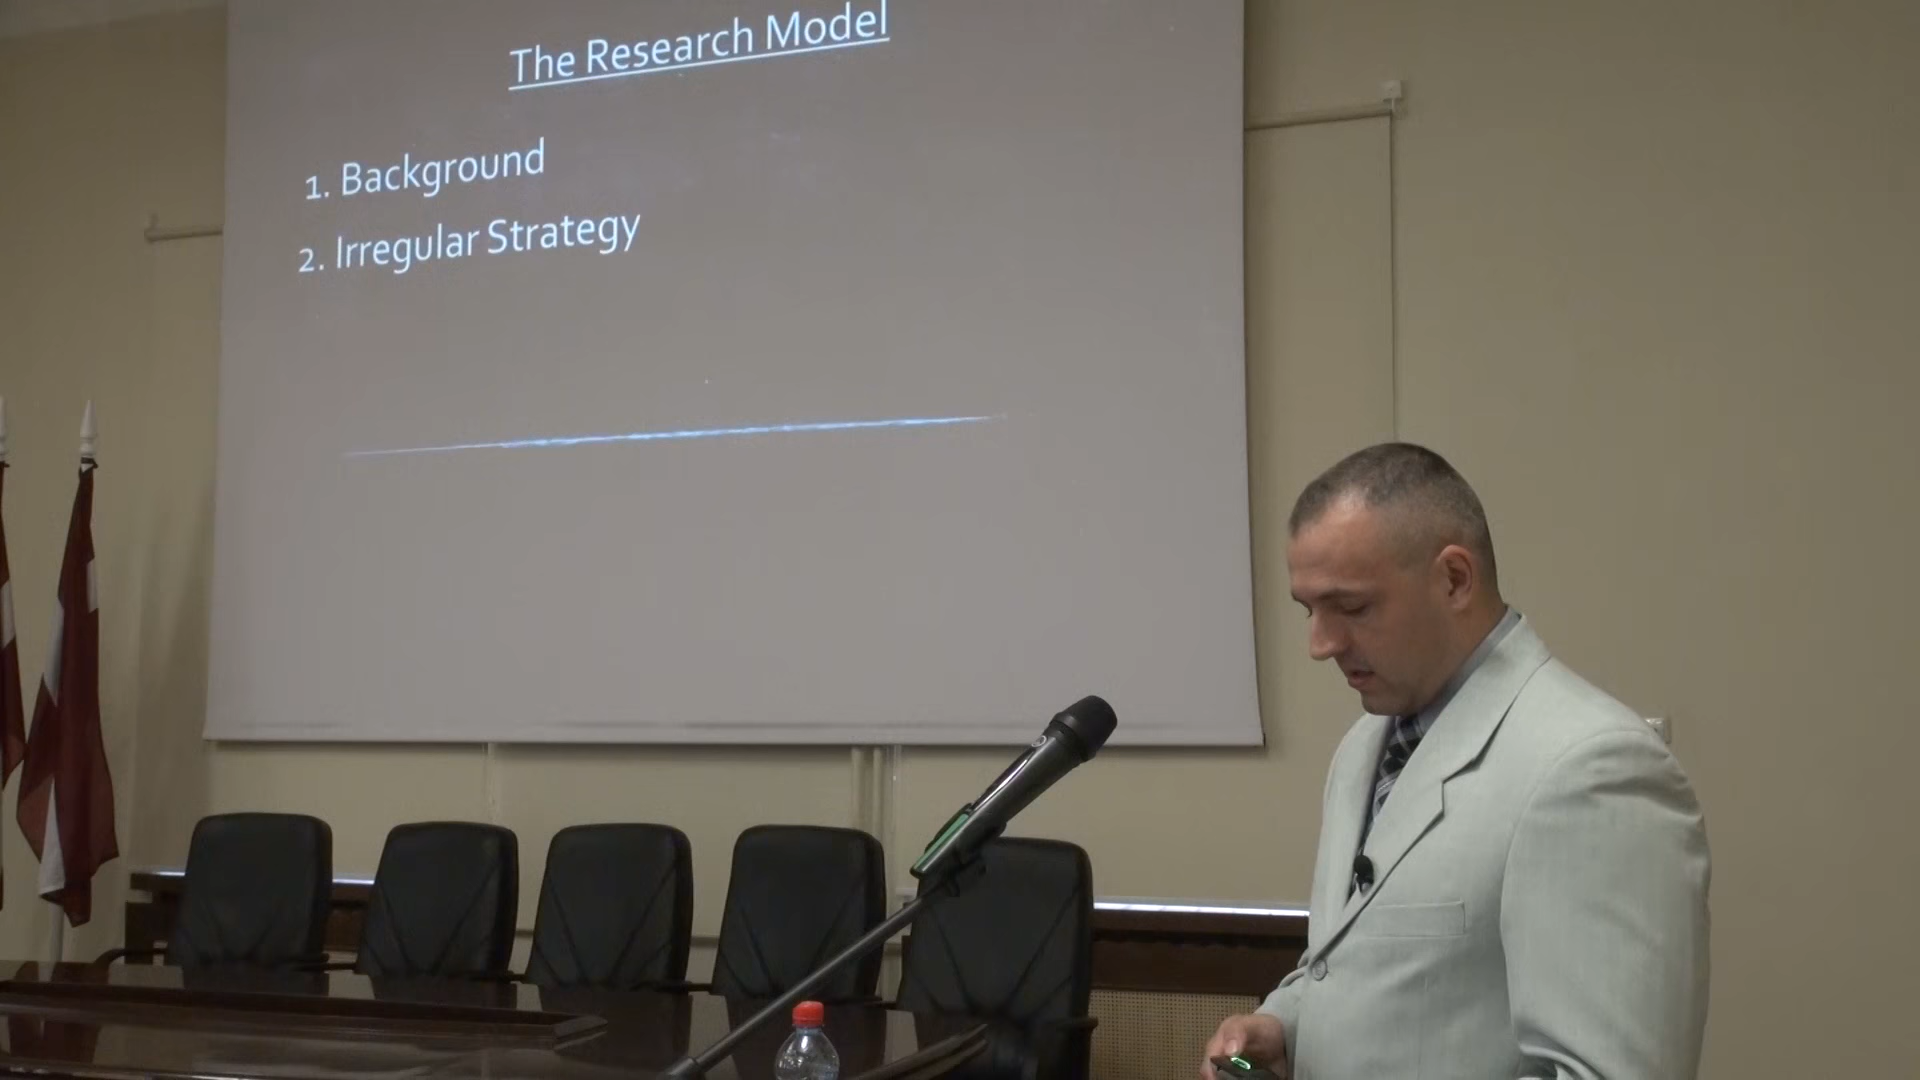 The Research Model
1. Background
2. Irregular Strategy